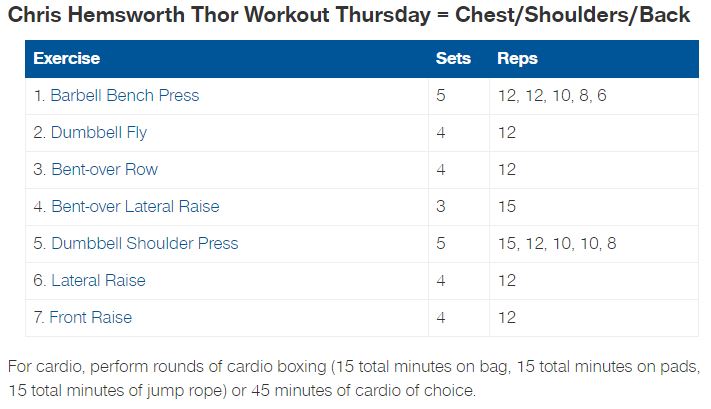 Chris Hemsworth Thor Workout Thursday = Chest/Shoulders/Back
Exercise Sets Reps
1. Barbell Bench Press 5 12, 12, 10, 8, 6
2. Dumbbell Fly 4 12
3. Bent-over Row 4 12
4. Bent-over Lateral Raise 3 15
5. Dumbbell Shoulder Press 5 15, 12, 10, 10, 8
6. Lateral Raise 4 12
7. Front Raise 4 12
For cardio, perform rounds of cardio boxing (15 total minutes on bag, 15 total minutes on pads,
15 total minutes of jump rope) or 45 minutes of cardio of choice.